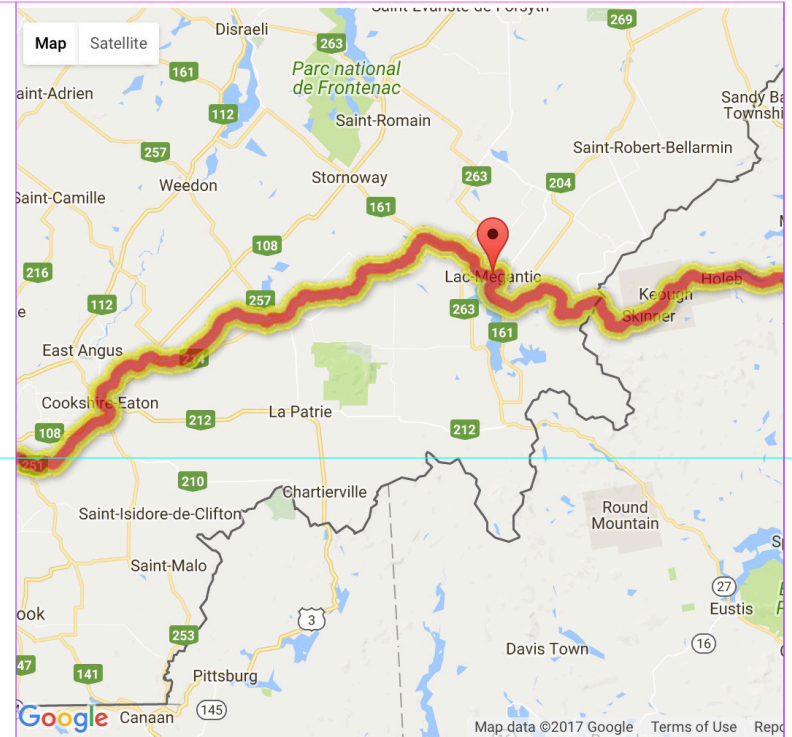 Saint-Évariste-de-Forsyth
269
Map
Satellite
Disraeli
263
161
Parc national
de Frontenac
aint-Adrien
Sandy Ba
Townshi
112
Saint-Romain
257
Saint-Robert-Bellarmin
Stornoway
263
204
Weedon
Saint-Camille
161
108
216
Lac-Mégantic
Holeb
Keough
112
257
263
Skinner
e
161
East Angus
214
Cookshire-Eaton
La Patrie
212
108
212
251
210
Chartierville
Saint-Isidore-de-Clifton
Round
Mountain
Saint-Malo
27
Eustis
ook
3
253
16
Davis Town
47
141
Pittsburg
145
Google
Canaan
Map data ©2017 Google
Terms of Use
Repo